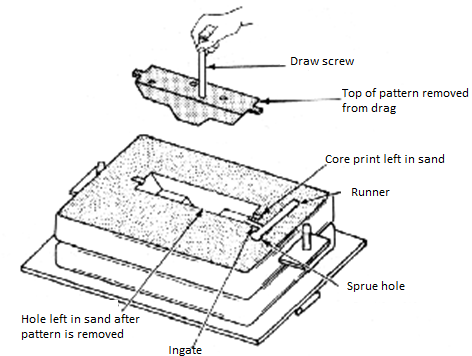 Draw screw
Top of pattern removed
from drag
Core print left in sand
Runner
Sprue hole
Hole left in sand after
pattern is removed
Ingate